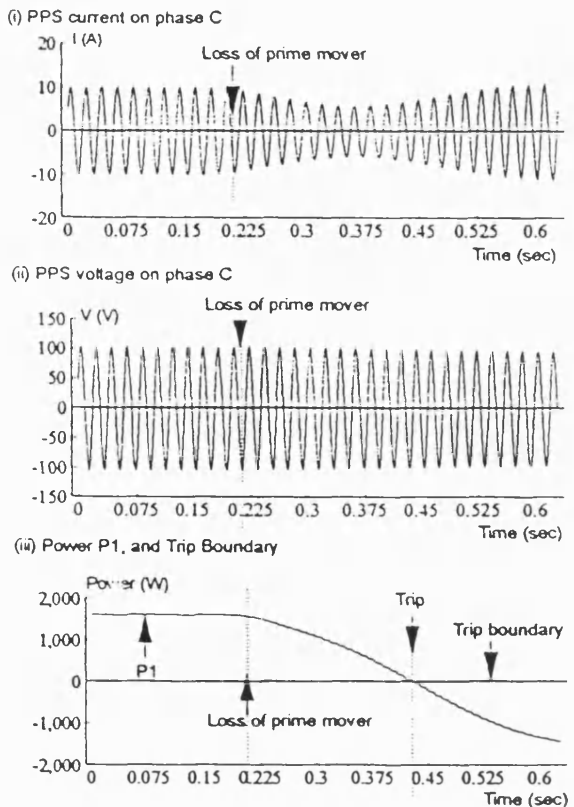 (i) PPS current on phase C
I (A)
Loss of prime mover
20
10
0
-10
-20
0 0.075 0.15 0.225 0.3 0.375 0.45 0.525 0.6
Time (sec)
(ii) PPS voltage on phase C
Loss of prime mover
V (V)
150
100
50
0
-50
-100
-150
0 0.075 0.15 0.225 0.3 0.375 0.45 0.525 0.6
Time (sec)
(iii) Power P1, and Trip Boundary
Power (W)
2,000
1,000
0
-1,000
-2,000
Trip
Trip boundary
P1
Loss of prime mover
0 0.075 0.15 0.225 0.3 0.375 0.45 0.525 0.6
Time (sec)